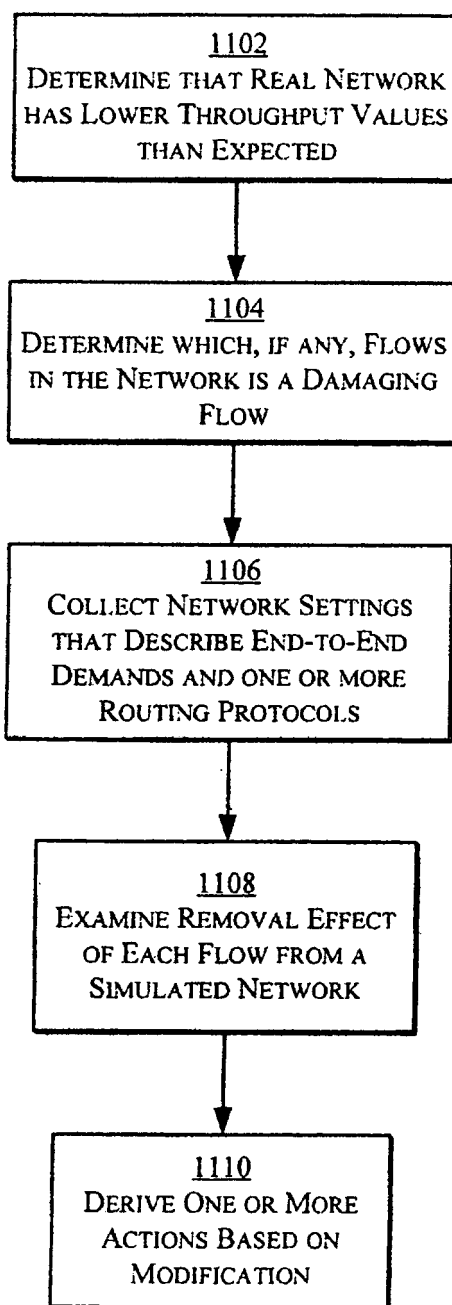 1102
DETERMINE THAT REAL NETWORK
HAS LOWER THROUGHPUT VALUES
THAN EXPECTED
1104
DETERMINE WHICH, IF ANY, FLOWS
IN THE NETWORK IS A DAMAGING
FLOW
1106
COLLECT NETWORK SETTINGS
THAT DESCRIBE END-TO-END
DEMANDS AND ONE OR MORE
ROUTING PROTOCOLS
1108
EXAMINE REMOVAL EFFECT
OF EACH FLOW FROM A
SIMULATED NETWORK
1110
DERIVE ONE OR MORE
ACTIONS BASED ON
MODIFICATION